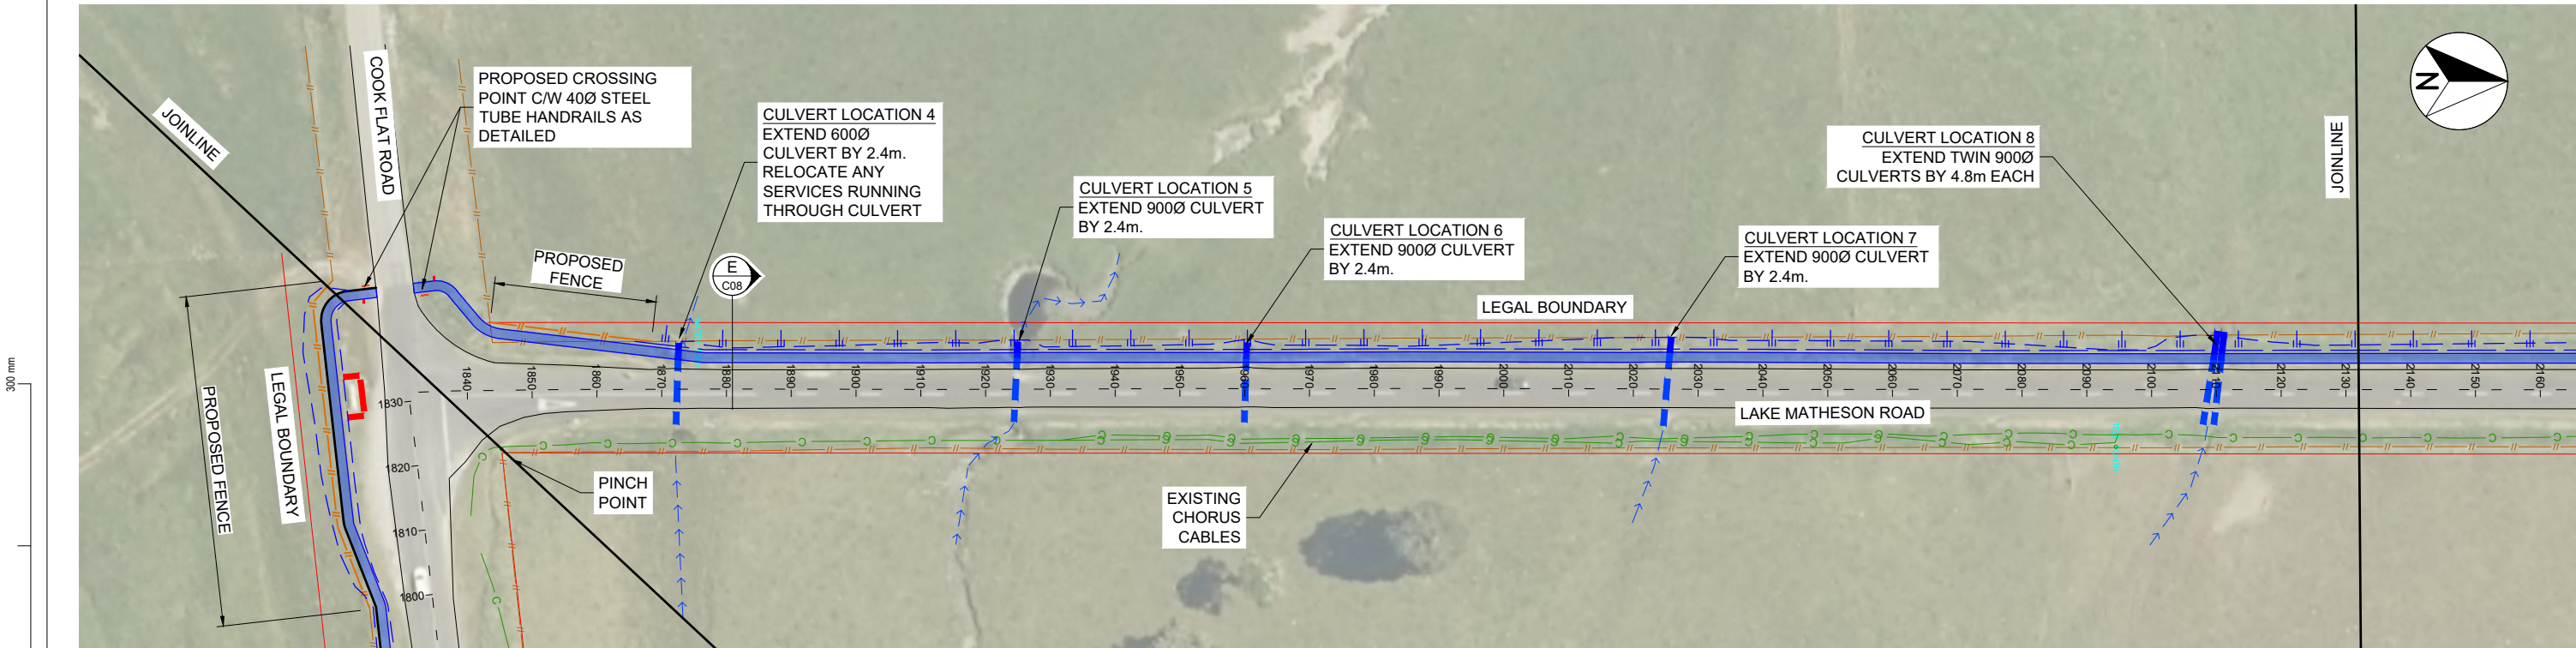 300 mm
JOINLINE
COOK FLAT ROAD
PROPOSED CROSSING
POINT C/W 40Ø STEEL
TUBE HANDRAILS AS
DETAILED
CULVERT LOCATION 4
EXTEND 600Ø
CULVERT BY 2.4m.
RELOCATE ANY
SERVICES RUNNING
THROUGH CULVERT
CULVERT LOCATION 5
EXTEND 900Ø CULVERT
BY 2.4m.
CULVERT LOCATION 6
EXTEND 900Ø CULVERT
BY 2.4m.
CULVERT LOCATION 7
EXTEND 900Ø CULVERT
BY 2.4m.
CULVERT LOCATION 8
EXTEND TWIN 900Ø
CULVERTS BY 4.8m EACH
JOINLINE
N
PROPOSED
FENCE
E
C08
LEGAL BOUNDARY
PROPOSED FENCE
LEGAL BOUNDARY
1800
1810
1820
1830
1840
1850
1860
1870
1880
1890
1900
1910
1920
1930
1940
1950
1960
1970
1980
1990
2000
2010
2020
2030
2040
2050
2060
2070
2080
2090
2100
2110
2120
2130
2140
2150
2160
LAKE MATHESON ROAD
PINCH
POINT
EXISTING
CHORUS
CABLES